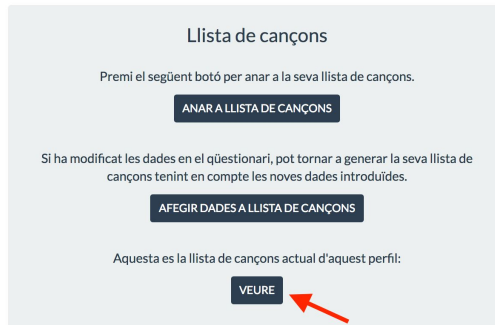 Llista de cançons
Premi el següent botó per anar a la seva llista de cançons.
ANAR A LLISTA DE CANÇONS
Si ha modificat les dades en el qüestionari, pot tornar a generar la seva llista de
cançons tenint en compte les noves dades introduïdes.
AFEGIR DADES A LLISTA DE CANÇONS
Aquesta es la llista de cançons actual d'aquest perfil:
VEURE